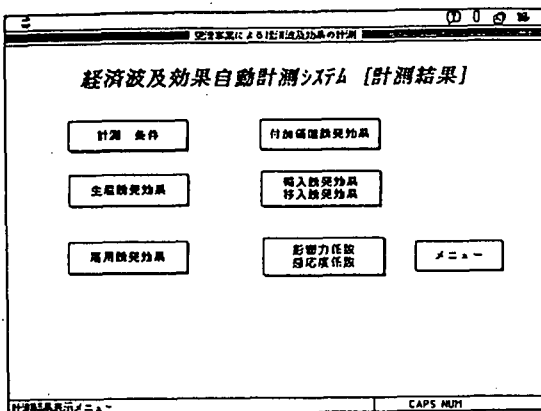 による経済波及効果の計測
経済波及効果自動計測システム [計測結果]
計測 条件
付加価値誘発効果
生産誘発効果
輸入誘発効果
移入誘発効果
雇用誘発効果
影響力係数
感応度係数
メニュー
計測結果表示メニュー
CAPS NUM